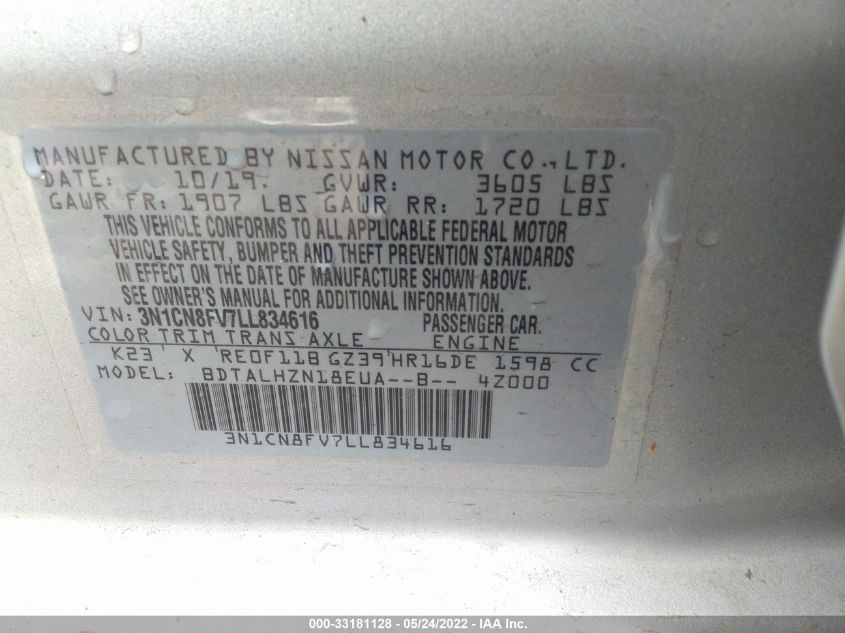 MANUFACTURED BY NISSAN MOTOR CO.,LTD.
DATE: 10/19. GVWR: 3605 LBS
GAWR FR: 1907 LBS GAWR RR: 1720 LBS
THIS VEHICLE CONFORMS TO ALL APPLICABLE FEDERAL MOTOR
VEHICLE SAFETY, BUMPER AND THEFT PREVENTION STANDARDS
IN EFFECT ON THE DATE OF MANUFACTURE SHOWN ABOVE.
SEE OWNER'S MANUAL FOR ADDITIONAL INFORMATION.
VIN: 3N1CN8FV7LL834616 PASSENGER CAR.
COLOR TRIM TRANS AXLE ENGINE
K23 X RE0F11B GZ39 HR16DE 1598 CC
MODEL: BDTALHZN18EUA--B-- 4Z000
3N1CN8FV7LL834616
000-33181128 - 05/24/2022 - IAA Inc.